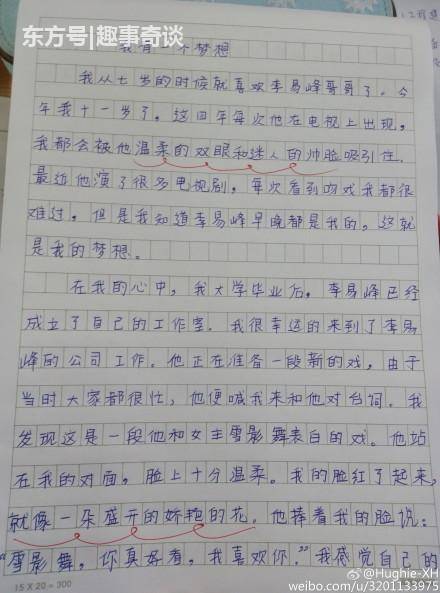 东方号|趣事奇谈
12
我有一个梦想
我从七岁的时候就喜欢李易峰哥哥了。今
年我十一岁了。这四年每次他在电视上出现，
我都会被他温柔的双眼和迷人的帅脸吸引住。
最近他演了很多电视剧，每次看到吻戏我都很
难过，但是我知道李易峰早晚都是我的，这就
是我的梦想。
在我的心中，我大学毕业后，李易峰已经
成立了自己的工作室。我很幸运的来到了李易
峰的公司工作。他正在准备一段新的戏，由于
当时大家都很忙，他便喊我来和他对台词。我
发现这是一段他和女主雪影舞表白的戏。他站
在我的对面，脸上十分温柔。我的脸红了起来，
就像一朵盛开的娇艳的花。他捧着我的脸说：
“雪影舞，你真好看，我喜欢你。”我感觉自己的
15 X 20 = 300
@Hughie-XH
weibo.com/u/3201133975